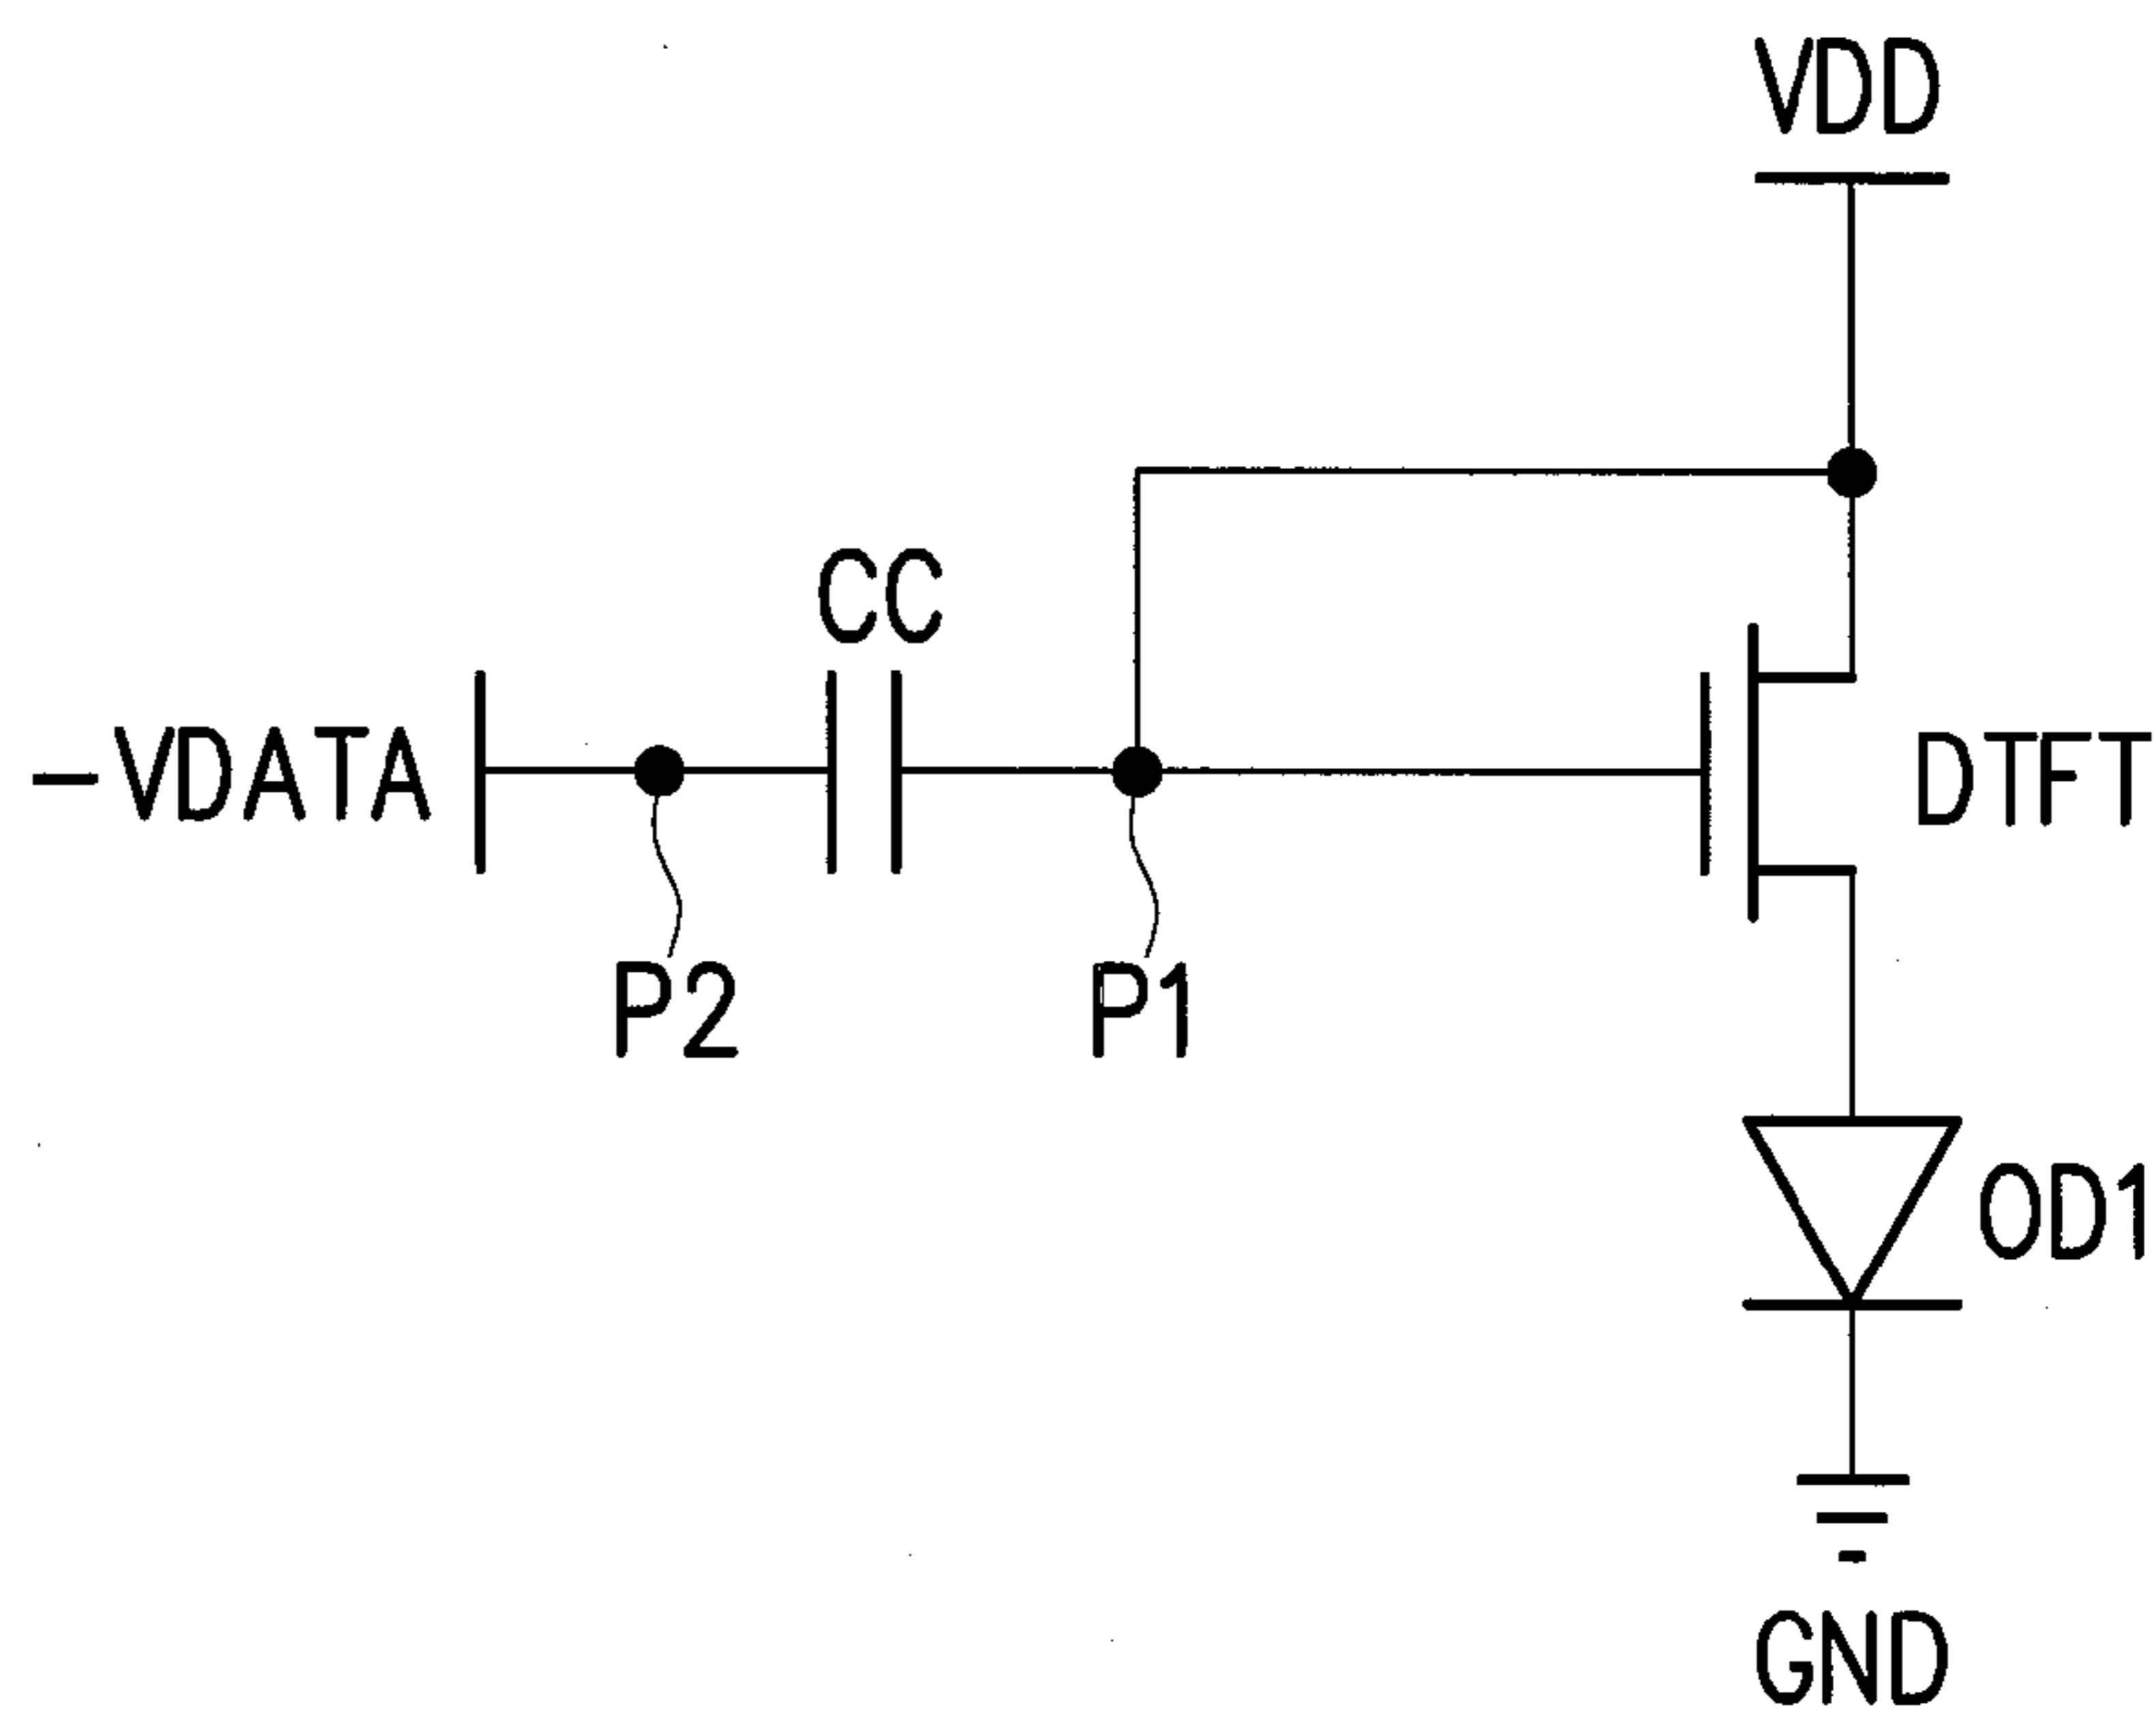 VDD
CC
-VDATA
DTFT
P2
P1
OD1
GND